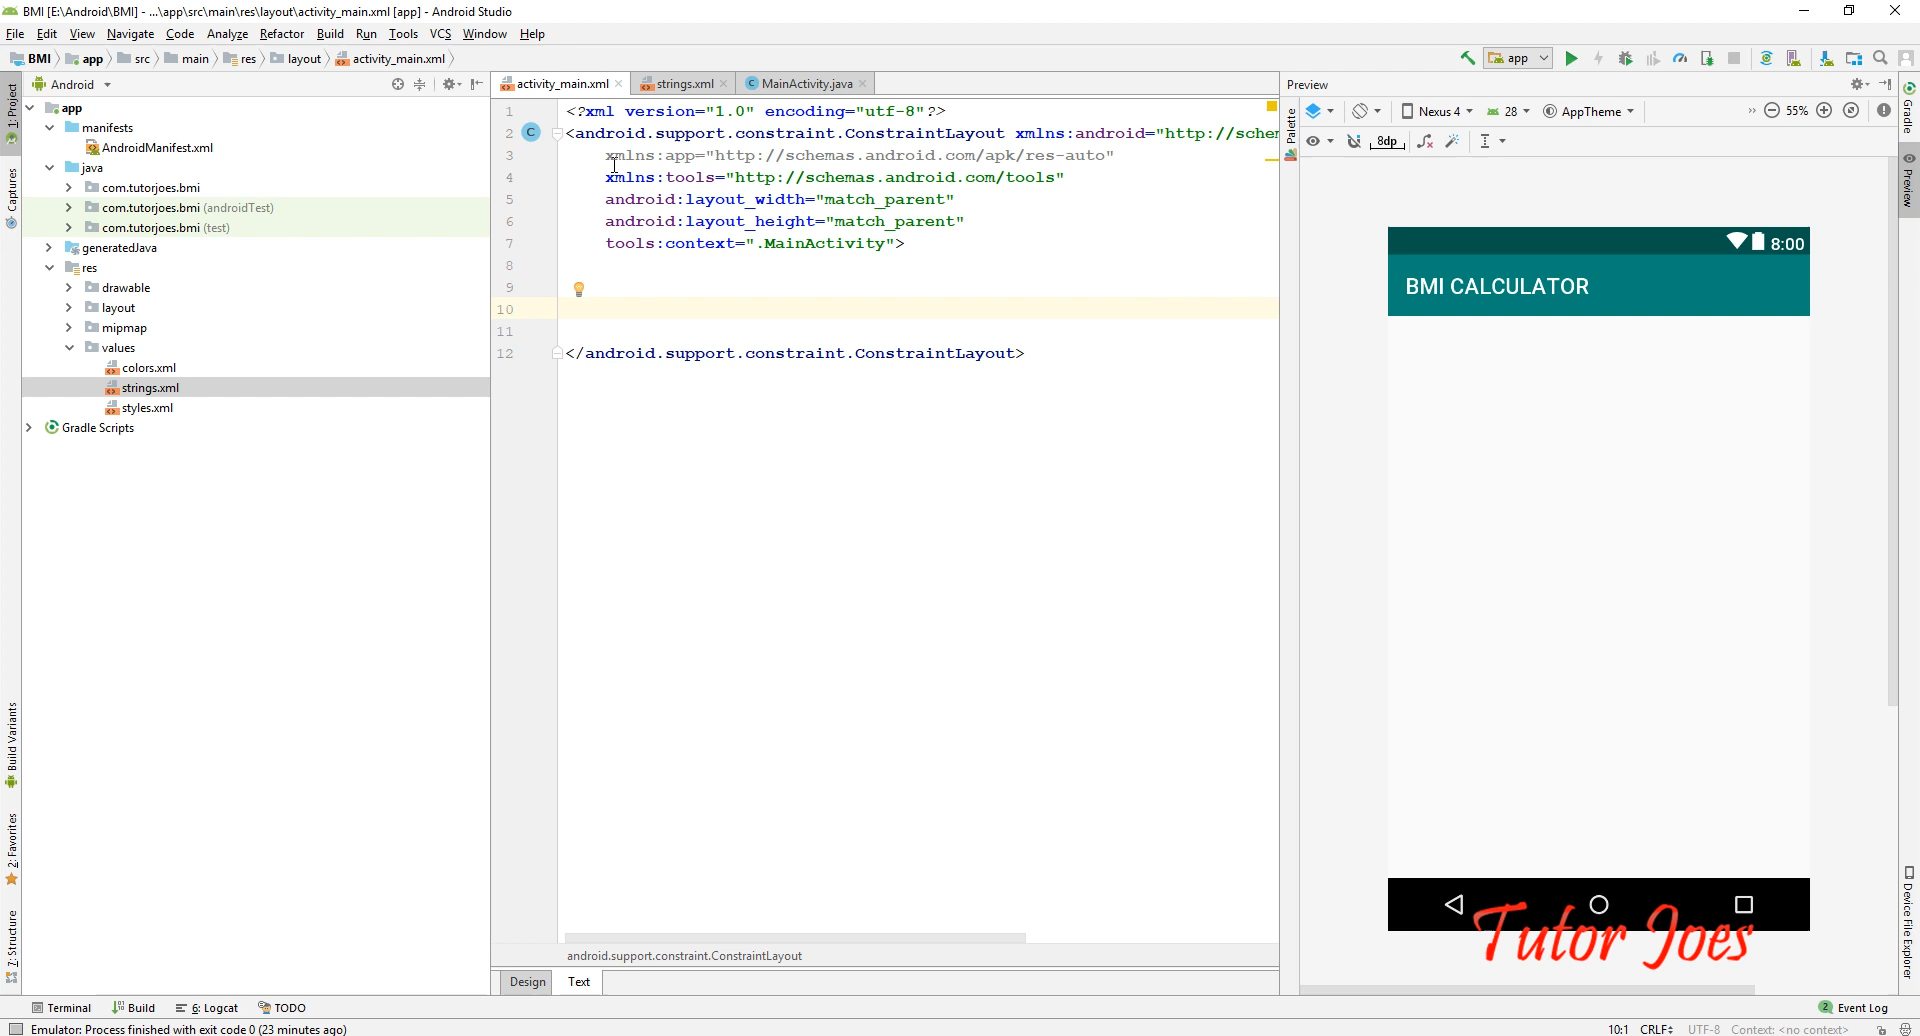 BMI [E:\Android\BMI] - ...\app\src\main\res\layout\activity_main.xml [app] - Android Studio
File Edit View Navigate Code Analyze Refactor Build Run Tools VCS Window Help
BMI app src main res layout activity_main.xml
app
Android
activity_main.xml strings.xml MainActivity.java
Preview
1: Project
Captures
Build Variants
2: Favorites
7: Structure
app
manifests
AndroidManifest.xml
java
com.tutorjoes.bmi
com.tutorjoes.bmi (androidTest)
com.tutorjoes.bmi (test)
generatedJava
res
drawable
layout
mipmap
values
colors.xml
strings.xml
styles.xml
Gradle Scripts
1 <?xml version="1.0" encoding="utf-8"?>
2 <android.support.constraint.ConstraintLayout xmlns:android="http://schem
3 xmlns:app="http://schemas.android.com/apk/res-auto"
4 xmlns:tools="http://schemas.android.com/tools"
5 android:layout_width="match_parent"
6 android:layout_height="match_parent"
7 tools:context=".MainActivity">
8
9
10
11
12 </android.support.constraint.ConstraintLayout>
android.support.constraint.ConstraintLayout
Design Text
Palette
Nexus 4 28 AppTheme 55%
8dp
8:00
BMI CALCULATOR
Tutor Joes
Gradle
Preview
Device File Explorer
Terminal Build 6: Logcat TODO
2 Event Log
Emulator: Process finished with exit code 0 (23 minutes ago)
10:1 CRLF UTF-8 Context: <no context>